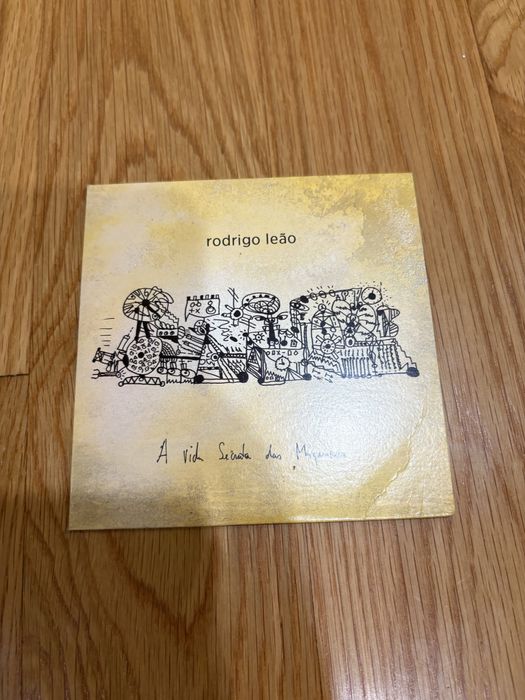 rodrigo leão
A vida Secreta das Máquinas